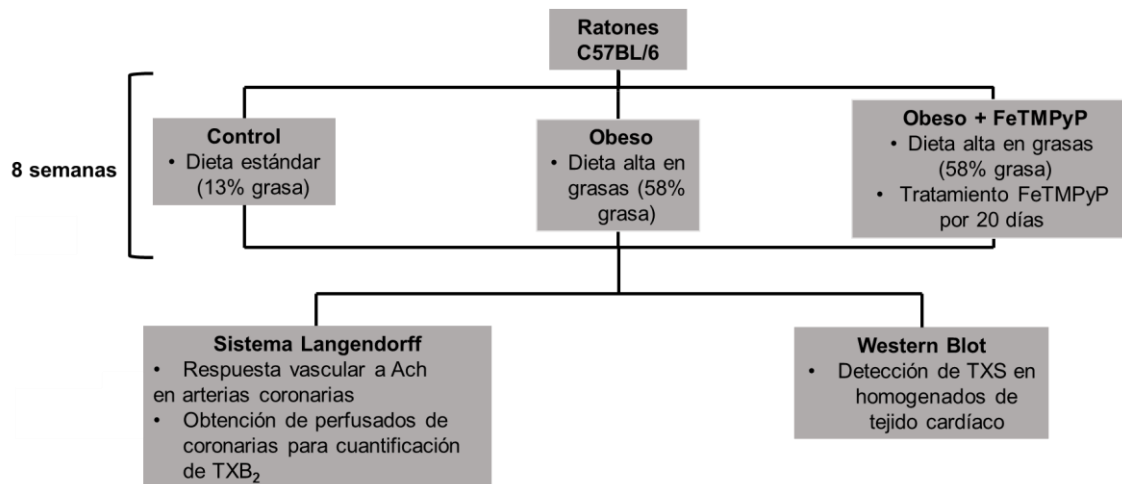 Ratones
C57BL/6
8 semanas
Control
• Dieta estándar
(13% grasa)
Obeso
• Dieta alta en
grasas (58%
grasa)
Obeso + FeTMPyP
• Dieta alta en grasas
(58% grasa)
• Tratamiento FeTMPyP
por 20 días
Sistema Langendorff
• Respuesta vascular a Ach
en arterias coronarias
• Obtención de perfusados de
coronarias para cuantificación
de TXB₂
Western Blot
• Detección de TXS en
homogenados de
tejido cardíaco